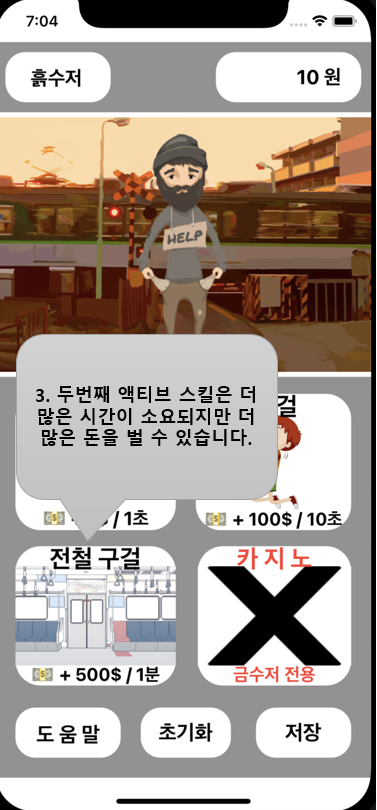 7:04
흙수저
10 원
HELP
3. 두번째 액티브 스킬은 더
많은 시간이 소요되지만 더
많은 돈을 벌 수 있습니다.
걸
$ / 1초
+ 100$ / 10초
전철 구걸
카 지 노
+ 500$ / 1분
금수저 전용
도 움 말
초기화
저장